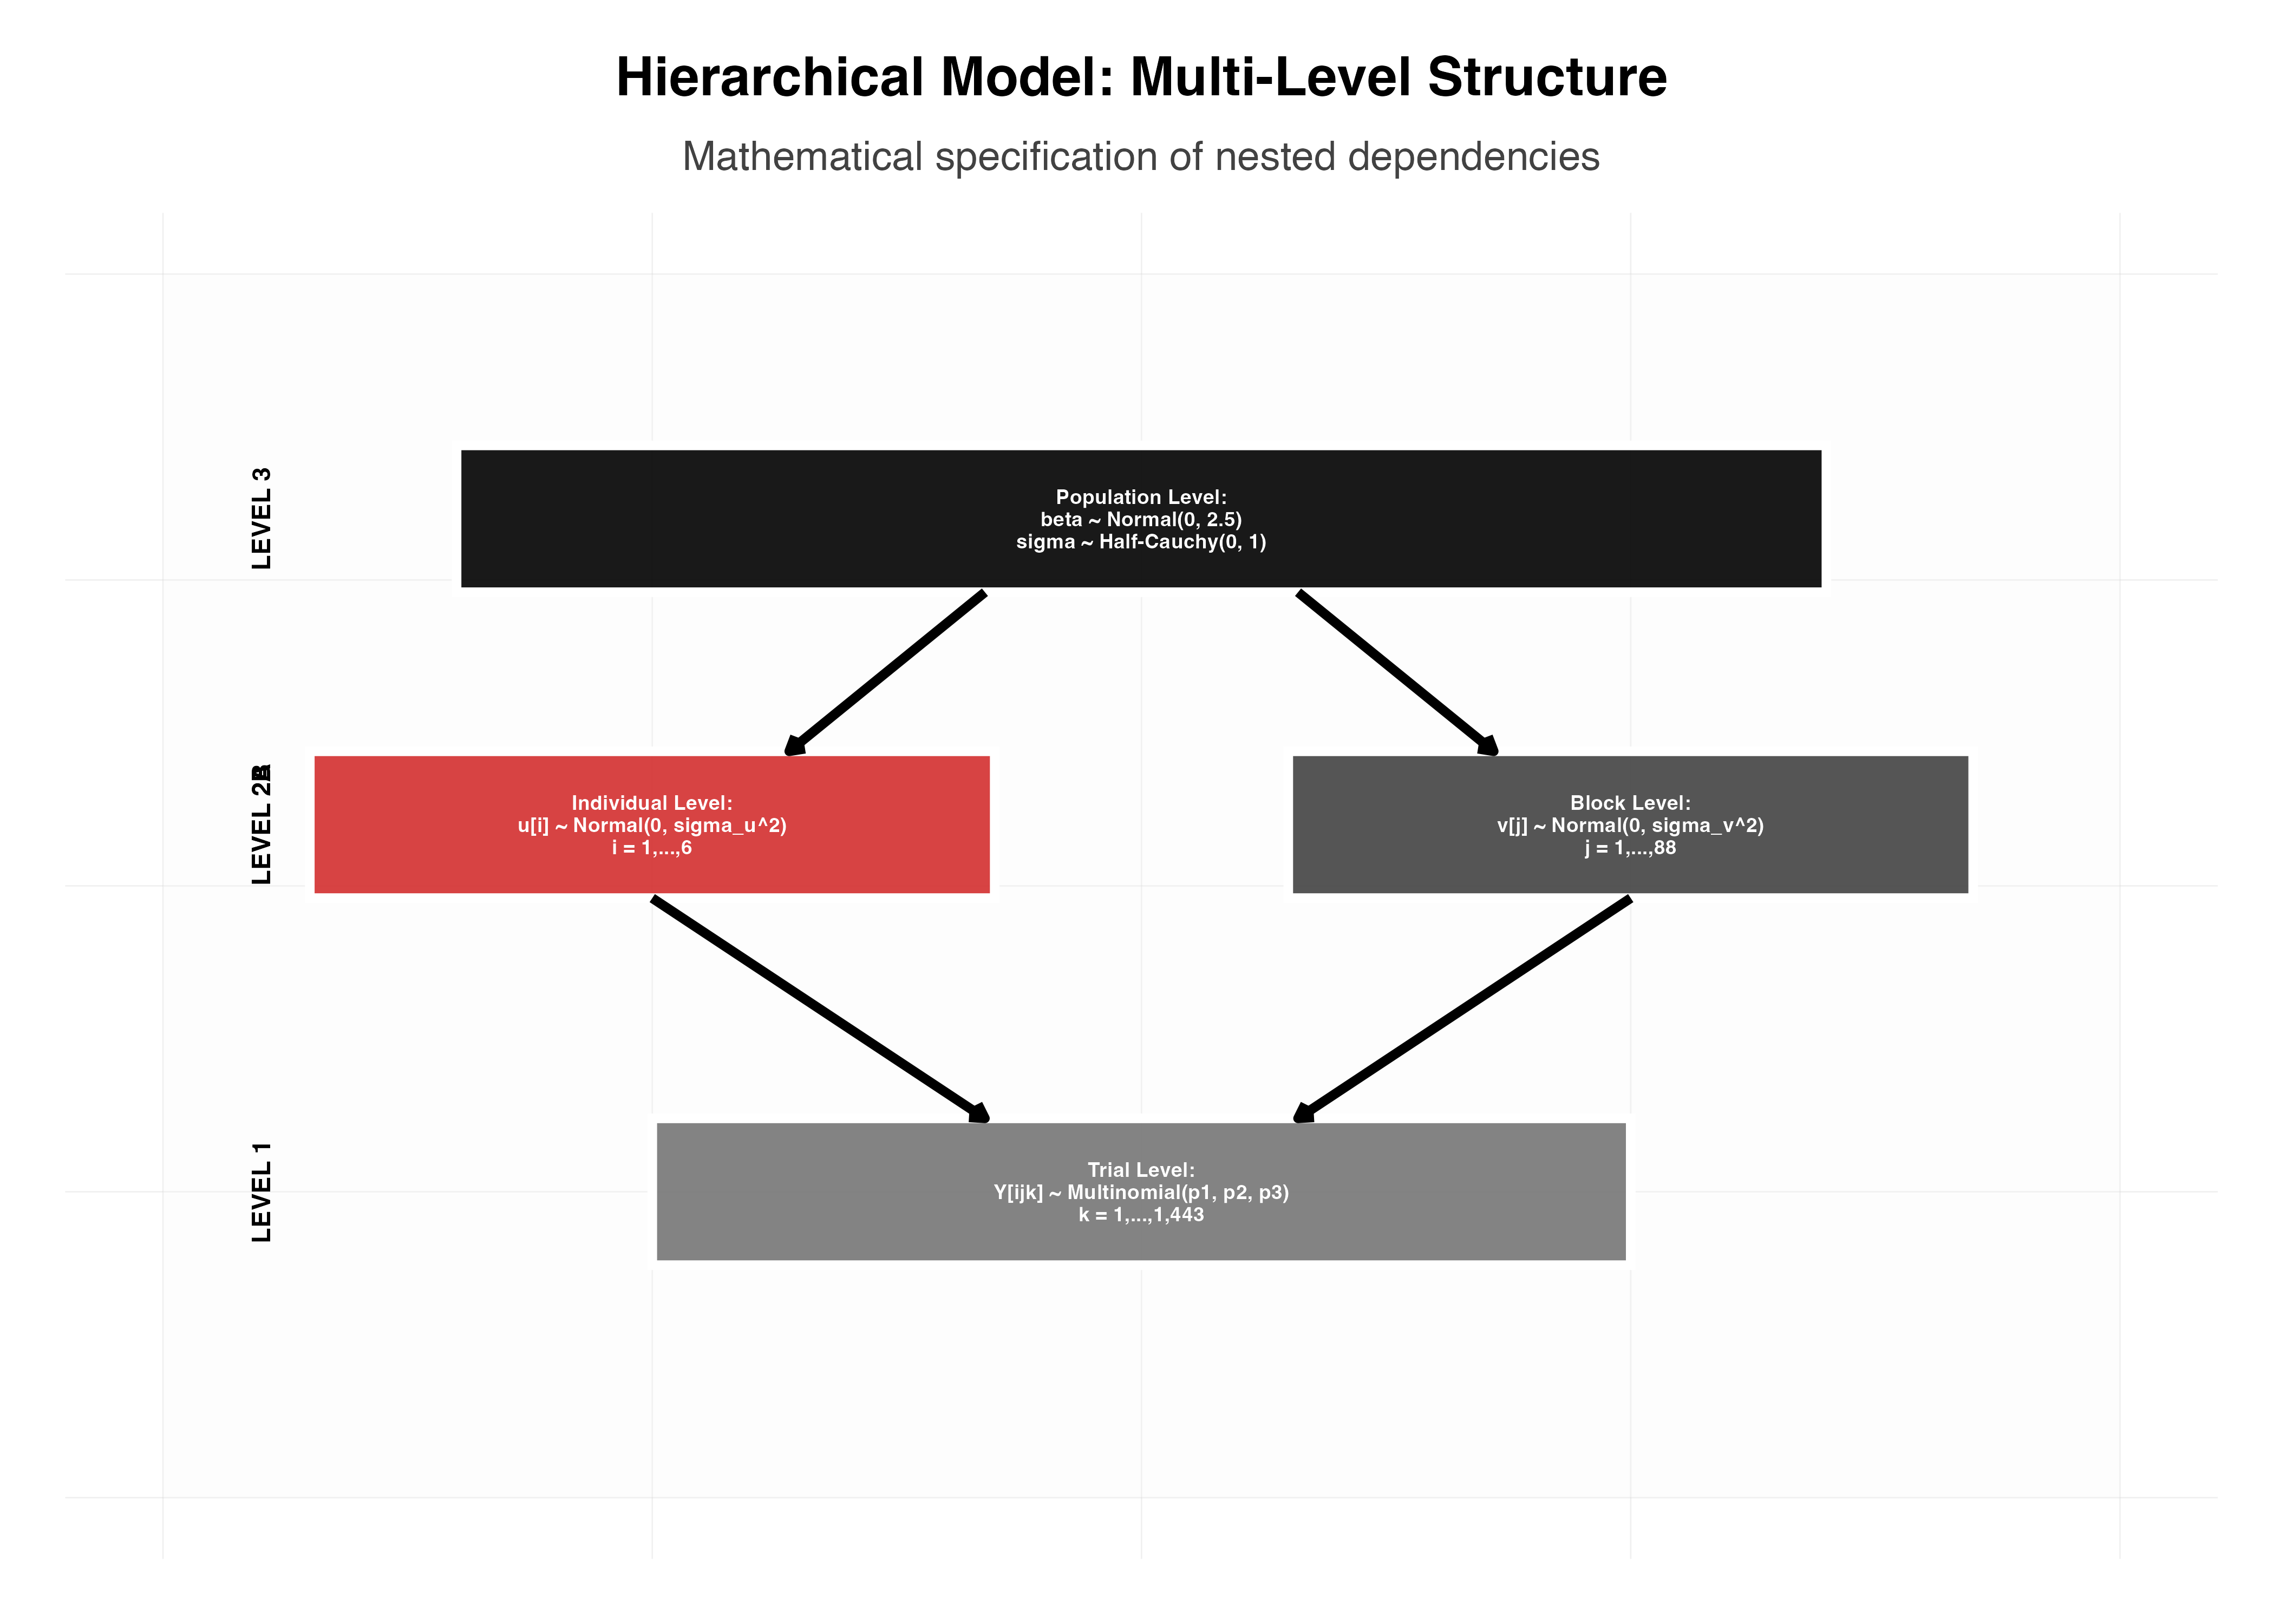 Hierarchical Model: Multi-Level Structure
Mathematical specification of nested dependencies
LEVEL 3
Population Level:
beta ~ Normal(0, 2.5)
sigma ~ Half-Cauchy(0, 1)
LEVEL
Individual Level:
u[i] ~ Normal(0, sigma_u^2)
i = 1,...,6
Block Level:
v[j] ~ Normal(0, sigma_v^2)
j = 1,...,88
LEVEL 1
Trial Level:
Y[ijk] ~ Multinomial(p1, p2, p3)
k = 1,...,1,443